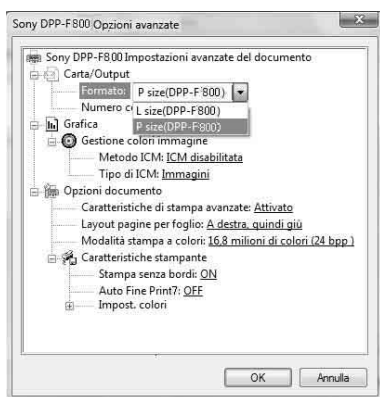 Sony DPP-F800 Opzioni avanzate
Sony DPP-F800 Impostazioni avanzate del documento
Carta/Output
Formato: P size(DPP-F800)
Numero c
L size(DPP-F800)
P size(DPP-F800)
Grafica
Gestione colori immagine
Metodo ICM: ICM disabilitata
Tipo di ICM: Immagini
Opzioni documento
Caratteristiche di stampa avanzate: Attivato
Layout pagine per foglio: A destra, quindi giù
Modalità stampa a colori: 16,8 milioni di colori (24 bpp)
Caratteristiche stampante
Stampa senza bordi: ON
Auto Fine Print7: OFF
Impost. colori
OK
Annulla